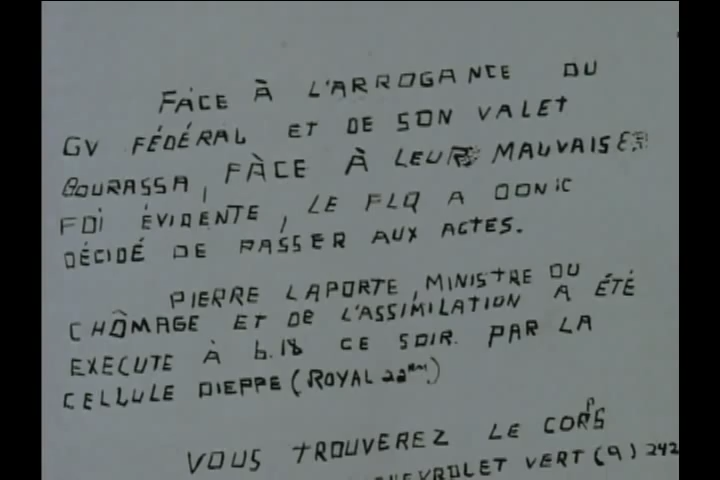 FACE À L'ARROGANCE DU
GV FÉDÉRAL ET DE SON VALET
BOURASSA, FÀCE À LEUR MAUVAISE
FOI ÉVIDENTE, LE FLQ A DONC
DÉCIDÉ DE PASSER AUX ACTES.
PIERRE LAPORTE, MINISTRE DU
CHÔMAGE ET DE L'ASSIMILATION A ÉTÉ
EXECUTE À 6.18 CE SOIR PAR LA
CELLULE DIEPPE (ROYAL 22ème)
VOUS TROUVEREZ LE CORPS
CHEVROLET VERT (9) 242